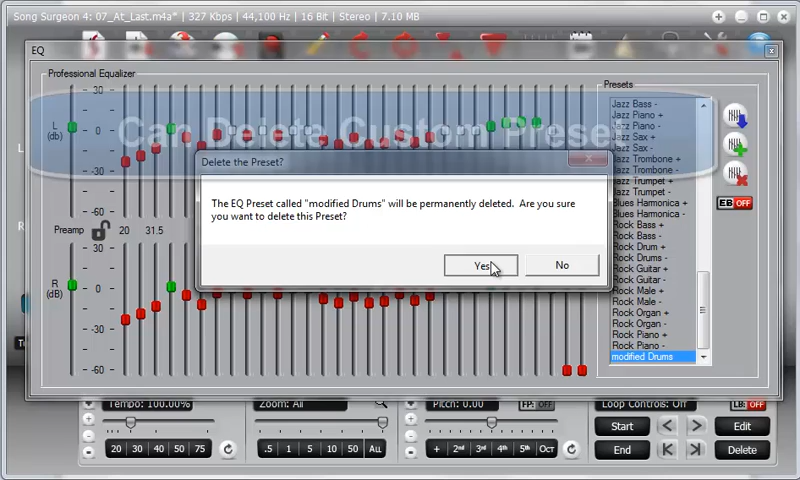 Song Surgeon 4: 07_At_Last.m4a* | 327 Kbps | 44,100 Hz | 16 Bit | Stereo | 7.10 MB
EQ
Professional Equalizer
Presets
30
0
-30
-60
L
(db)
Can Delete Custom Preset
Jazz Bass -
Jazz Piano +
Jazz Piano -
Jazz Sax +
Jazz Sax -
Jazz Trombone +
Jazz Trombone -
Jazz Trumpet +
Jazz Trumpet -
Blues Harmonica +
Blues Harmonica -
Rock Bass +
Rock Bass -
Rock Drum +
Rock Drums -
Rock Guitar +
Rock Guitar -
Rock Male +
Rock Male -
Rock Organ +
Rock Organ -
Rock Piano +
Rock Piano -
modified Drums
EB OFF
Delete the Preset?
The EQ Preset called "modified Drums" will be permanently deleted. Are you sure
you want to delete this Preset?
Yes
No
Preamp
20 31.5
30
0
-30
-60
R
(dB)
Tempo: 100.00%
Zoom: All
Pitch: 0.00
FP: OFF
Loop Controls: Off
LB: OFF
20 30 40 50 75
.5 1 5 10 50 ALL
+ 2nd 3rd 4th 5th Oct
Start
Edit
End
Delete